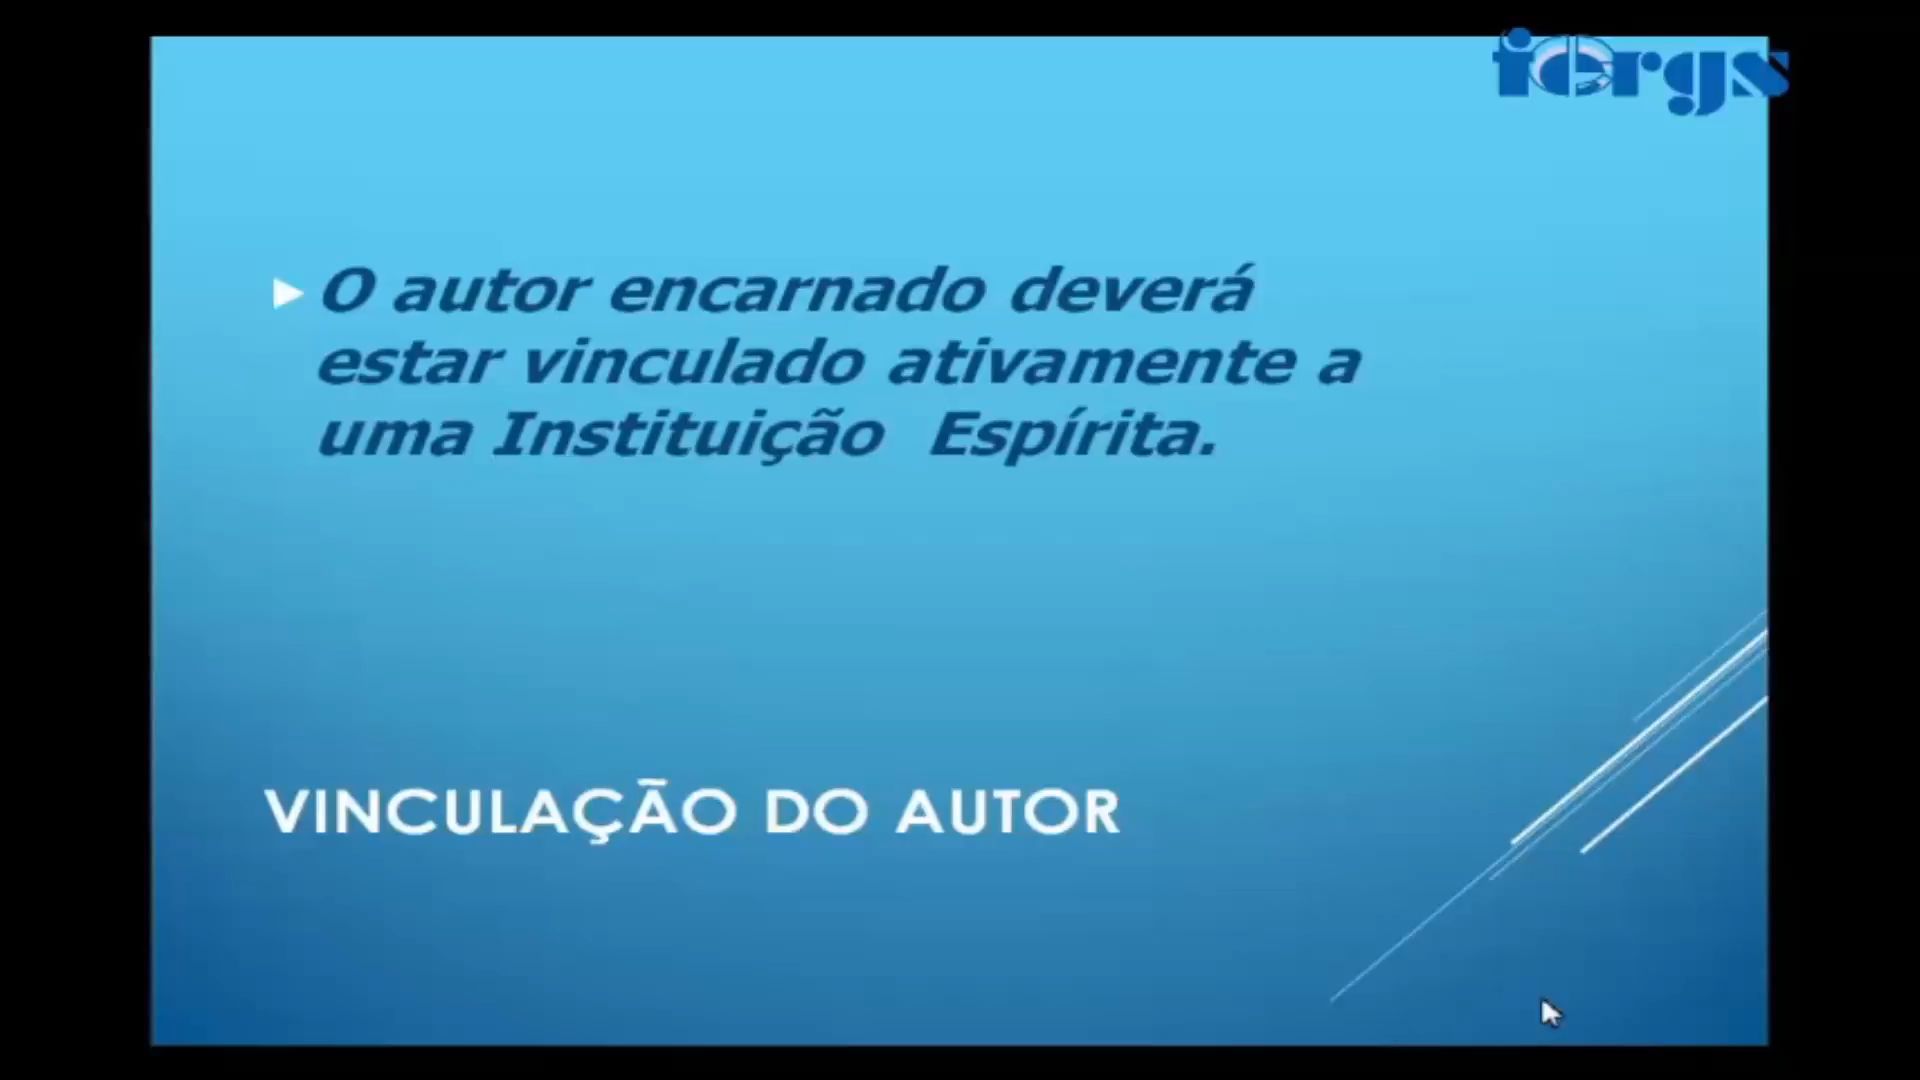 fergs
O autor encarnado deverá
estar vinculado ativamente a
uma Instituição Espírita.
VINCULAÇÃO DO AUTOR